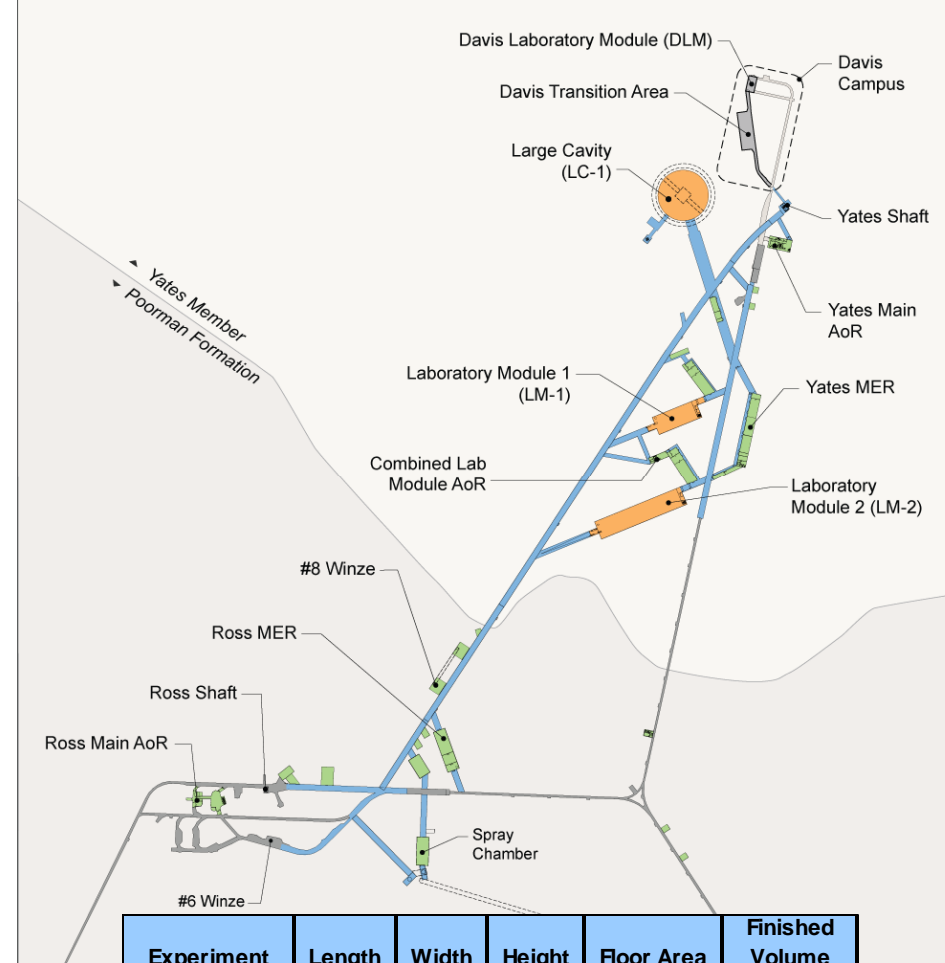 Davis Laboratory Module (DLM)
Davis
Campus
Davis Transition Area
Large Cavity
(LC-1)
Yates Shaft
Yates Member
Poorman Formation
Yates Main
AoR
Laboratory Module 1
(LM-1)
Yates MER
Combined Lab
Module AoR
Laboratory
Module 2 (LM-2)
#8 Winze
Ross MER
Ross Shaft
Ross Main AoR
Spray
Chamber
#6 Winze
Finished
Experiment Length Width Height Floor Area Volume